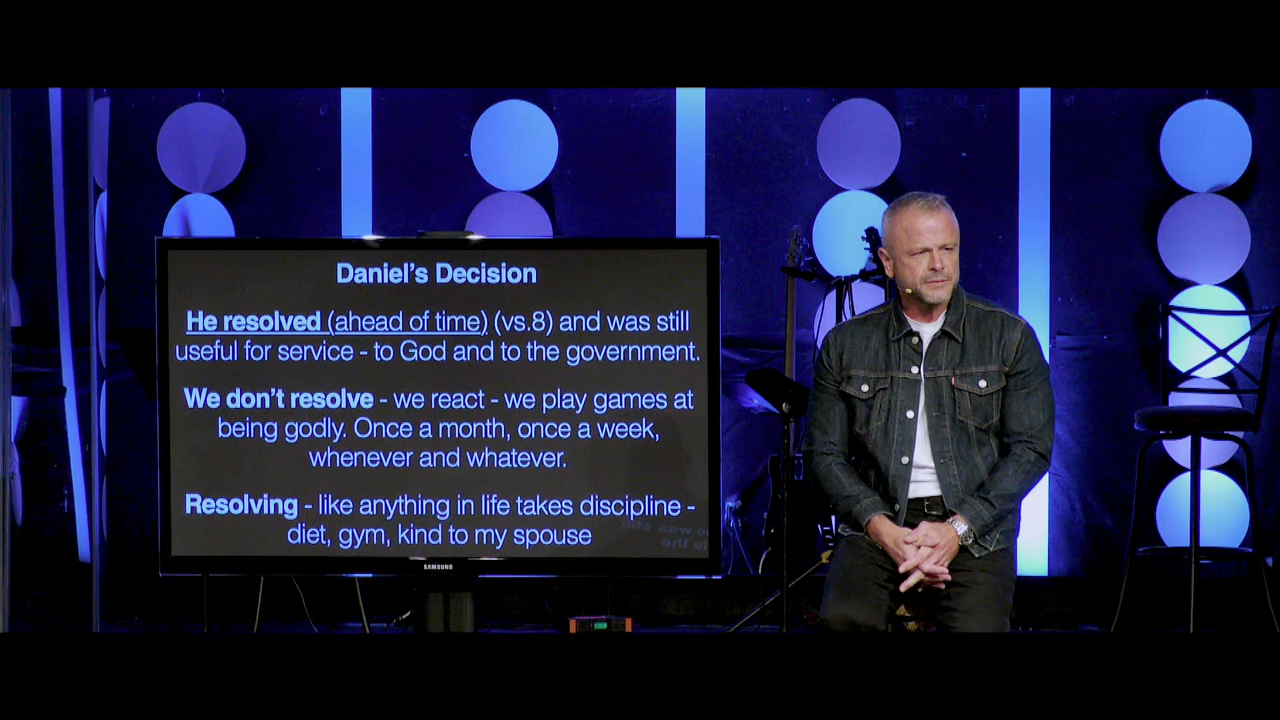 Daniel’s Decision
He resolved (ahead of time) (vs.8) and was still
useful for service - to God and to the government.
We don’t resolve - we react - we play games at
being godly. Once a month, once a week,
whenever and whatever.
Resolving - like anything in life takes discipline -
diet, gym, kind to my spouse
SAMSUNG